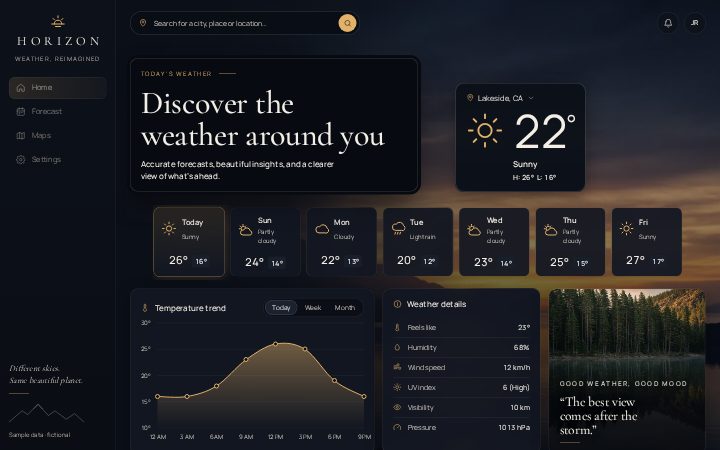 HORIZON
WEATHER, REIMAGINED
Home
Forecast
Maps
Settings
Different skies.
Same beautiful planet.
Sample data · fictional
Search for a city, place or location...
JR
TODAY'S WEATHER
Discover the
weather around you
Accurate forecasts, beautiful insights, and a clearer
view of what's ahead.
Lakeside, CA
22°
Sunny
H: 26° L: 16°
Today
Sunny
26° 16°
Sun
Partly
cloudy
24° 14°
Mon
Cloudy
22° 13°
Tue
Light rain
20° 12°
Wed
Partly
cloudy
23° 14°
Thu
Partly
cloudy
25° 15°
Fri
Sunny
27° 17°
Temperature trend
Today Week Month
30°
25°
20°
15°
10°
12 AM 3 AM 6 AM 9 AM 12 PM 3 PM 6 PM 9 PM
Weather details
Feels like 23°
Humidity 68%
Wind speed 12 km/h
UV index 6 (High)
Visibility 10 km
Pressure 1013 hPa
GOOD WEATHER, GOOD MOOD
“The best view
comes after the
storm.”